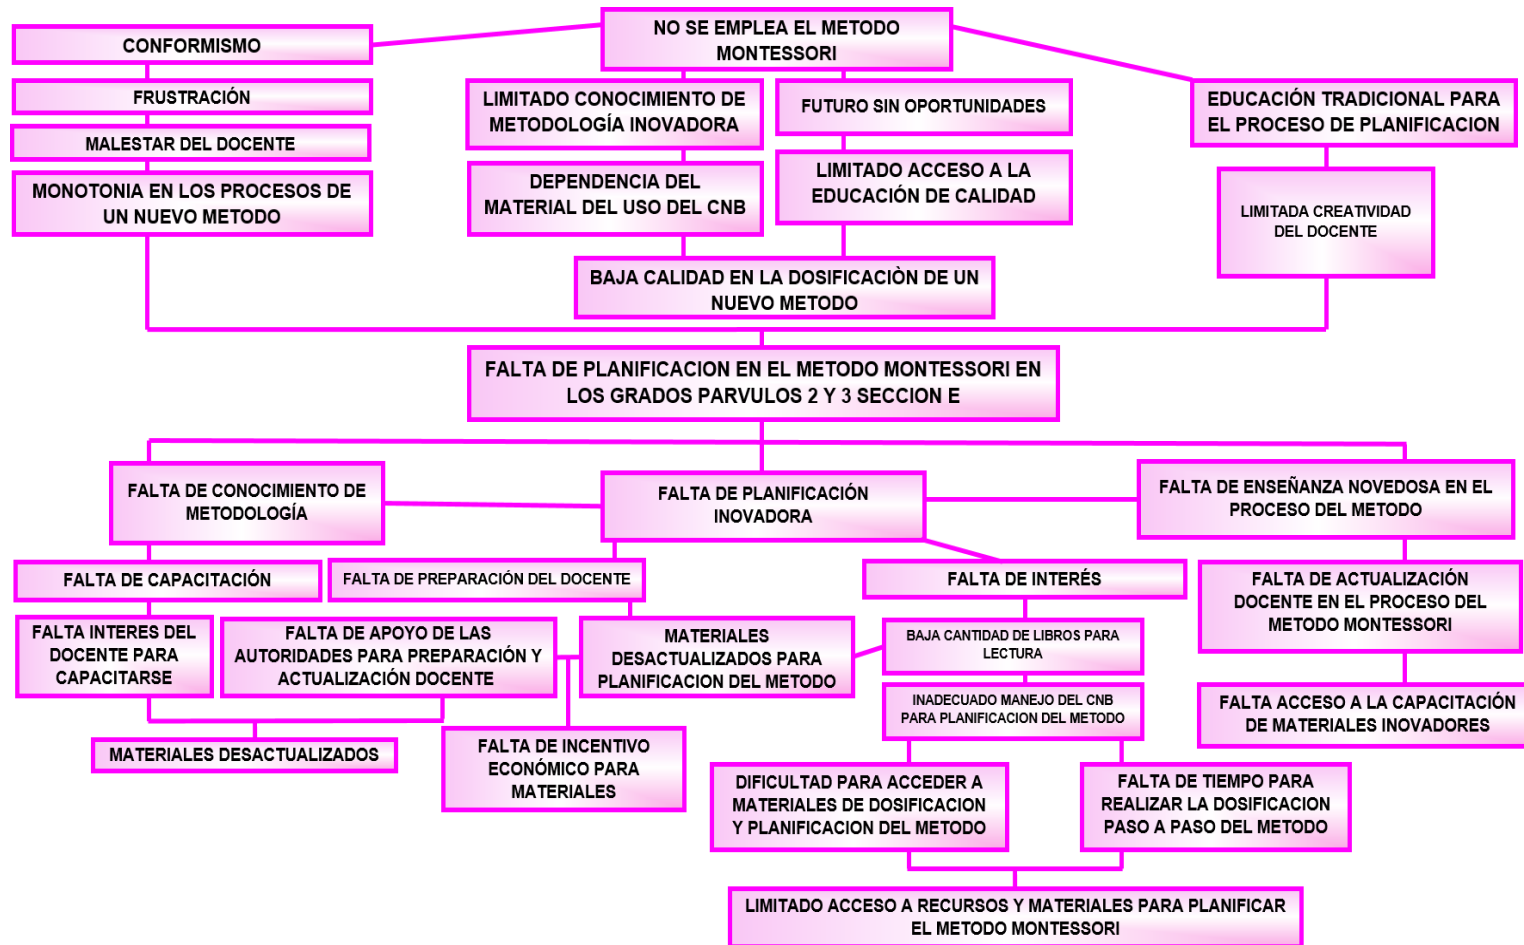 NO SE EMPLEA EL METODO
MONTESSORI
CONFORMISMO
FRUSTRACIÓN
MALESTAR DEL DOCENTE
MONOTONIA EN LOS PROCESOS DE
UN NUEVO METODO
LIMITADO CONOCIMIENTO DE
METODOLOGÍA INOVADORA
DEPENDENCIA DEL
MATERIAL DEL USO DEL CNB
FUTURO SIN OPORTUNIDADES
LIMITADO ACCESO A LA
EDUCACIÓN DE CALIDAD
EDUCACIÓN TRADICIONAL PARA
EL PROCESO DE PLANIFICACION
LIMITADA CREATIVIDAD
DEL DOCENTE
BAJA CALIDAD EN LA DOSIFICACIÒN DE UN
NUEVO METODO
FALTA DE PLANIFICACION EN EL METODO MONTESSORI EN
LOS GRADOS PARVULOS 2 Y 3 SECCION E
FALTA DE CONOCIMIENTO DE
METODOLOGÍA
FALTA DE PLANIFICACIÓN
INOVADORA
FALTA DE ENSEÑANZA NOVEDOSA EN EL
PROCESO DEL METODO
FALTA DE CAPACITACIÓN
FALTA DE PREPARACIÓN DEL DOCENTE
FALTA DE INTERÉS
FALTA DE ACTUALIZACIÓN
DOCENTE EN EL PROCESO DEL
METODO MONTESSORI
FALTA INTERES DEL
DOCENTE PARA
CAPACITARSE
FALTA DE APOYO DE LAS
AUTORIDADES PARA PREPARACIÓN Y
ACTUALIZACIÓN DOCENTE
MATERIALES
DESACTUALIZADOS PARA
PLANIFICACION DEL METODO
BAJA CANTIDAD DE LIBROS PARA
LECTURA
INADECUADO MANEJO DEL CNB
PARA PLANIFICACION DEL METODO
FALTA ACCESO A LA CAPACITACIÓN
DE MATERIALES INOVADORES
MATERIALES DESACTUALIZADOS
FALTA DE INCENTIVO
ECONÓMICO PARA
MATERIALES
DIFICULTAD PARA ACCEDER A
MATERIALES DE DOSIFICACION
Y PLANIFICACION DEL METODO
FALTA DE TIEMPO PARA
REALIZAR LA DOSIFICACION
PASO A PASO DEL METODO
LIMITADO ACCESO A RECURSOS Y MATERIALES PARA PLANIFICAR
EL METODO MONTESSORI